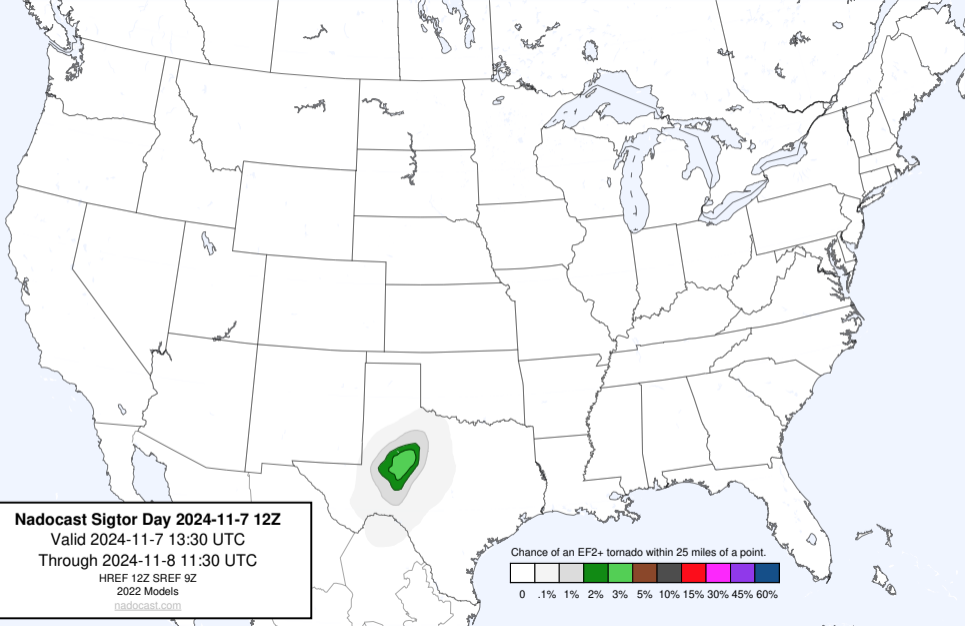 Nadocast Sigtor Day 2024-11-7 12Z
Valid 2024-11-7 13:30 UTC
Through 2024-11-8 11:30 UTC
HREF 12Z SREF 9Z
2022 Models
nadocast.com
Chance of an EF2+ tornado within 25 miles of a point.
0 .1% 1% 2% 3% 5% 10% 15% 30% 45% 60%